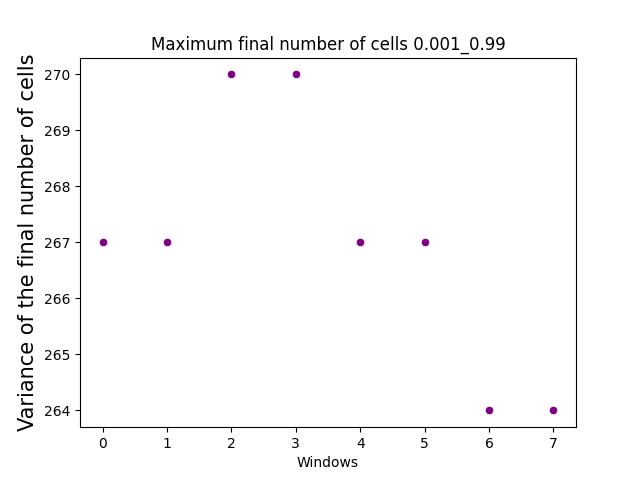 Maximum final number of cells 0.001_0.99
Variance of the final number of cells
270
269
268
267
266
265
264
0 1 2 3 4 5 6 7
Windows